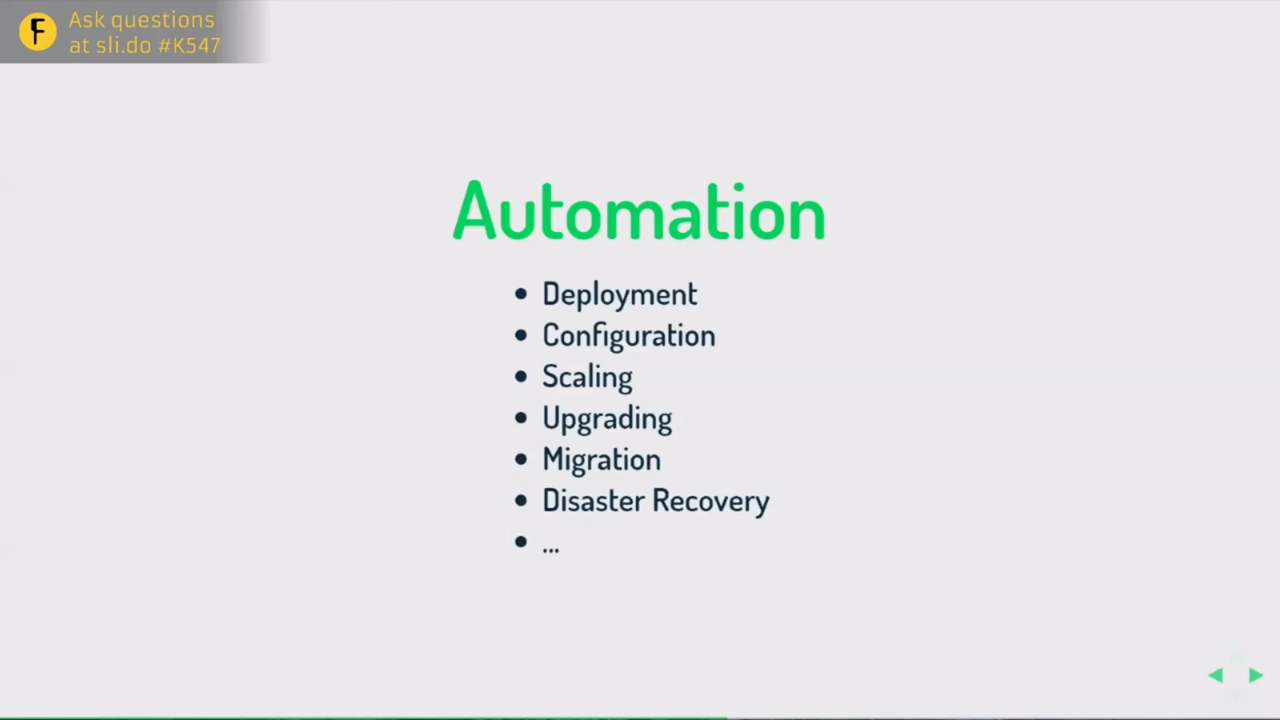 F
Ask questions
at sli.do #K547
Automation
Deployment
Configuration
Scaling
Upgrading
Migration
Disaster Recovery
...